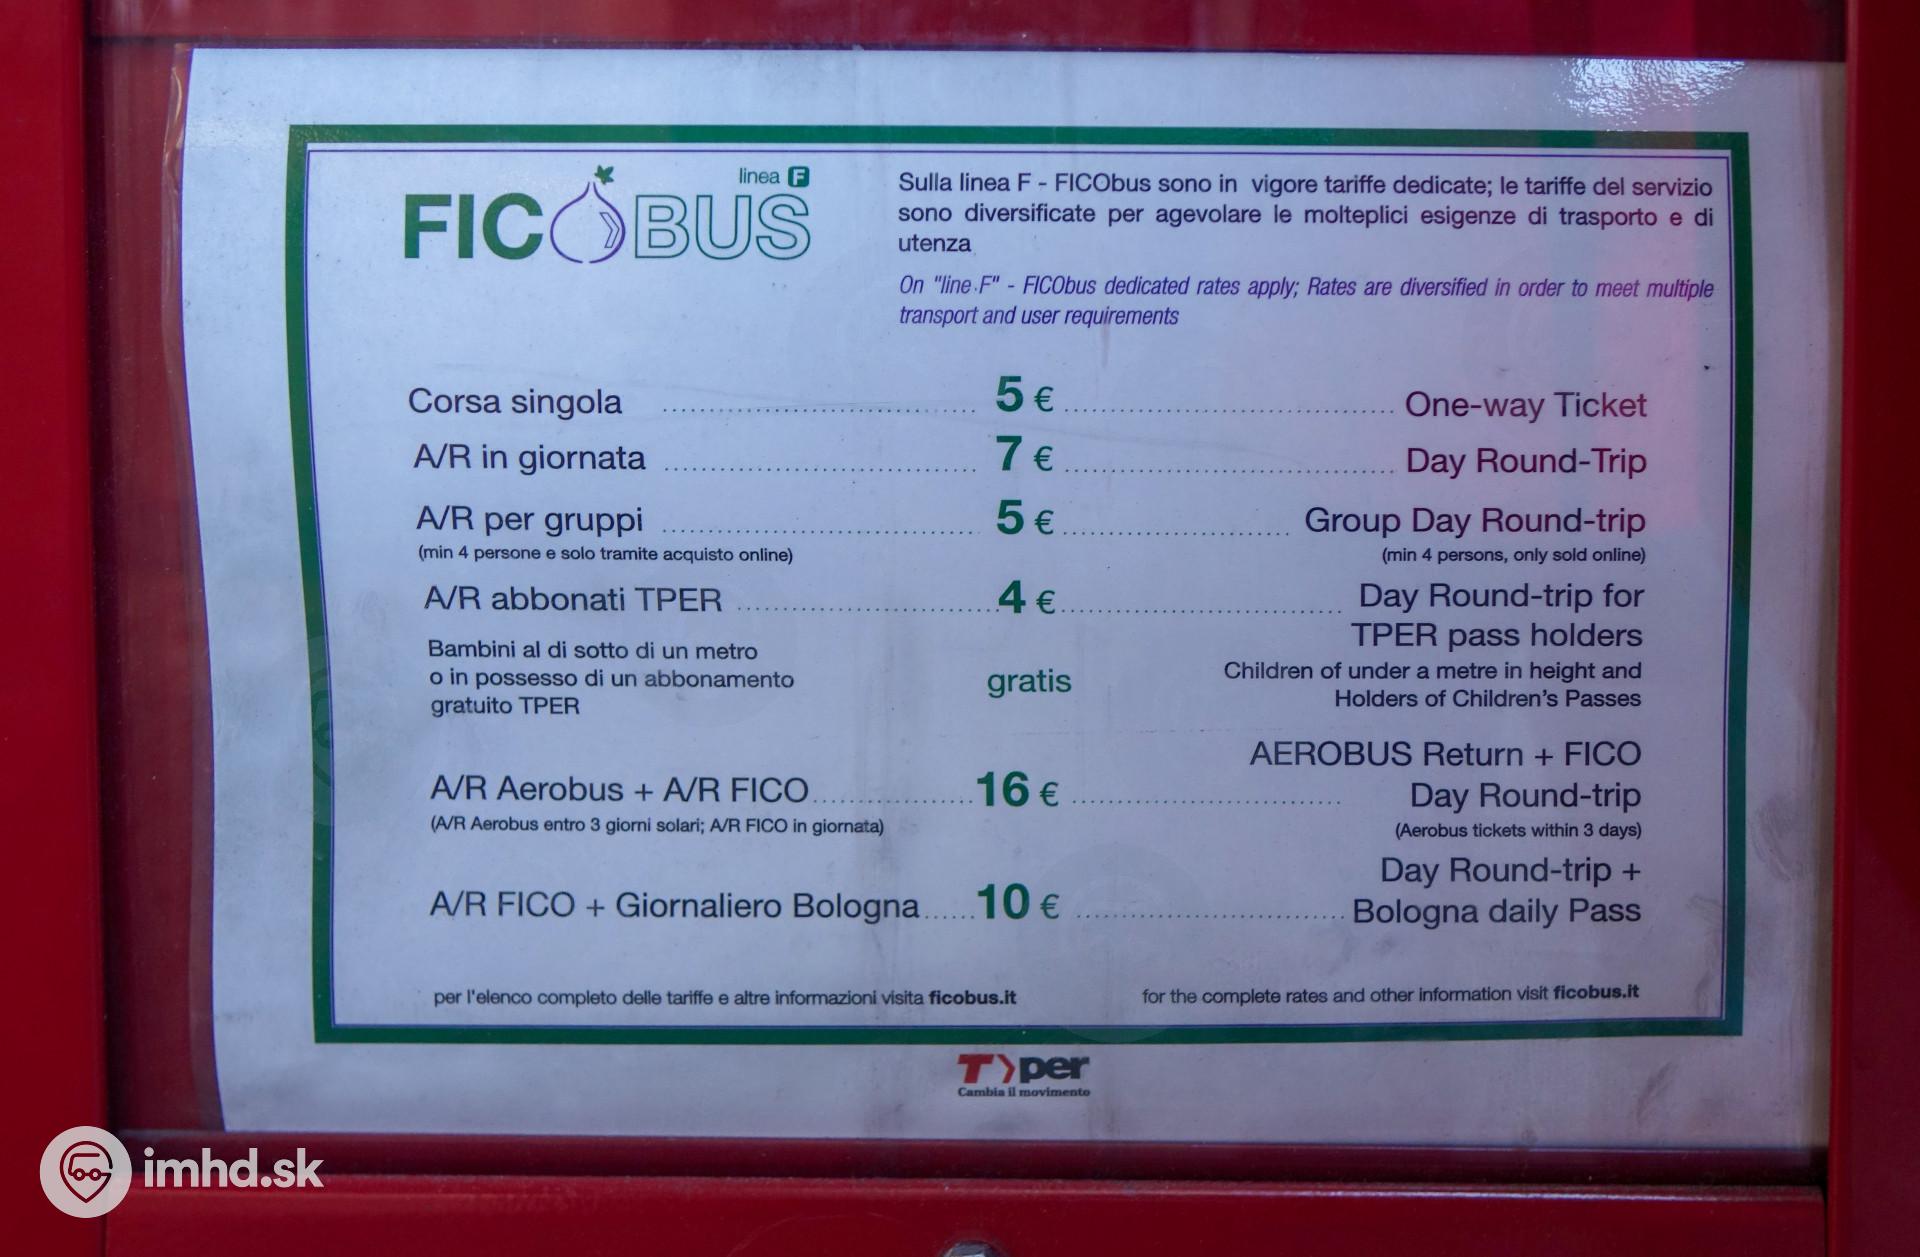 linea F
FICOBUS
Sulla linea F - FICObus sono in vigore tariffe dedicate; le tariffe del servizio
sono diversificate per agevolare le molteplici esigenze di trasporto e di
utenza
On "line F" - FICObus dedicated rates apply; Rates are diversified in order to meet multiple
transport and user requirements
Corsa singola 5 € One-way Ticket
A/R in giornata 7 € Day Round-Trip
A/R per gruppi 5 € Group Day Round-trip
(min 4 persone e solo tramite acquisto online) (min 4 persons, only sold online)
A/R abbonati TPER 4 € Day Round-trip for
TPER pass holders
Bambini al di sotto di un metro
o in possesso di un abbonamento
gratuito TPER
gratis
Children of under a metre in height and
Holders of Children's Passes
AEROBUS Return + FICO
A/R Aerobus + A/R FICO 16 € Day Round-trip
(A/R Aerobus entro 3 giorni solari; A/R FICO in giornata) (Aerobus tickets within 3 days)
Day Round-trip +
A/R FICO + Giornaliero Bologna 10 € Bologna daily Pass
per l'elenco completo delle tariffe e altre informazioni visita ficobus.it for the complete rates and other information visit ficobus.it
Tper
Cambia il movimento
imhd.sk